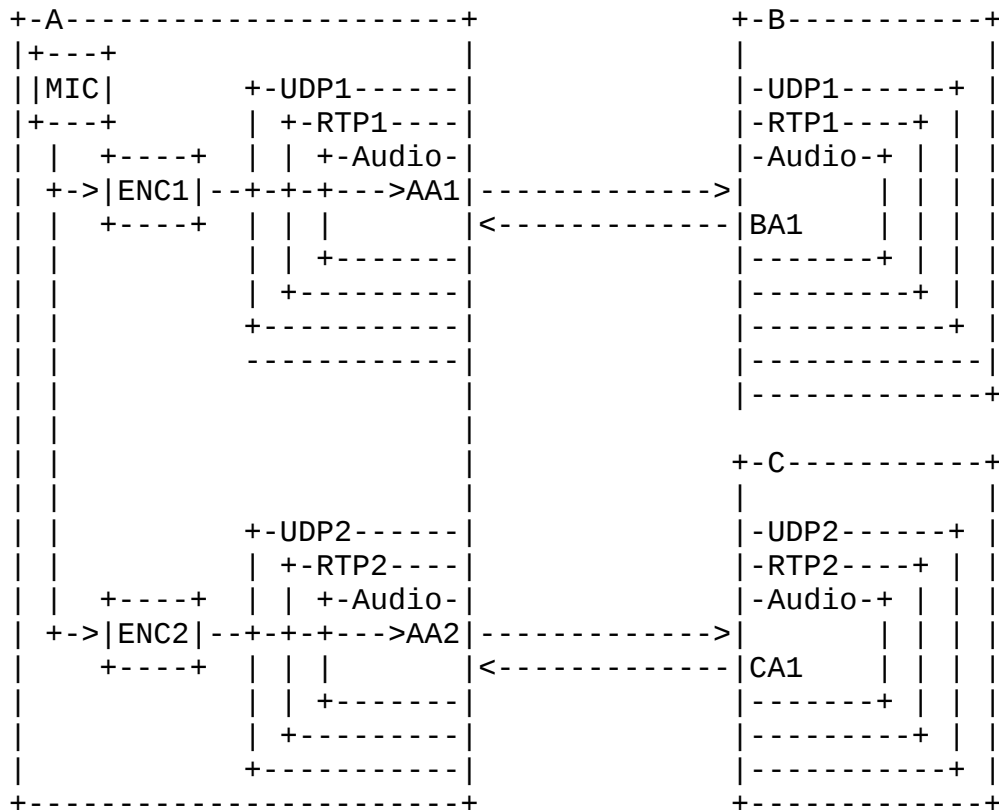 +-A----------------------+               +-B-----------+
|+---+                   |               |             |
||MIC|       +-UDP1------|               |-UDP1------+ |
|+---+       | +-RTP1----|               |-RTP1----+ | |
| |  +----+  | | +-Audio-|               |-Audio-+ | | |
| +->|ENC1|--+-+-+--->AA1|-------------->|       | | | |
| |  +----+  | | |       |<--------------|BA1    | | | |
| |          | | +-------|               |-------+ | | |
| |          | +---------|               |---------+ | |
| |          +-----------|               |-----------+ |
| |          ------------|               |-------------|
| |                      |               |-------------+
| |                      |
| |                      |               +-C-----------+
| |                      |               |             |
| |          +-UDP2------|               |-UDP2------+ |
| |          | +-RTP2----|               |-RTP2----+ | |
| |  +----+  | | +-Audio-|               |-Audio-+ | | |
| +->|ENC2|--+-+-+--->AA2|-------------->|       | | | |
|    +----+  | | |       |<--------------|CA1    | | | |
|            | | +-------|               |-------+ | | |
|            | +---------|               |---------+ | |
|            +-----------|               |-----------+ |
+------------------------+               +-------------+